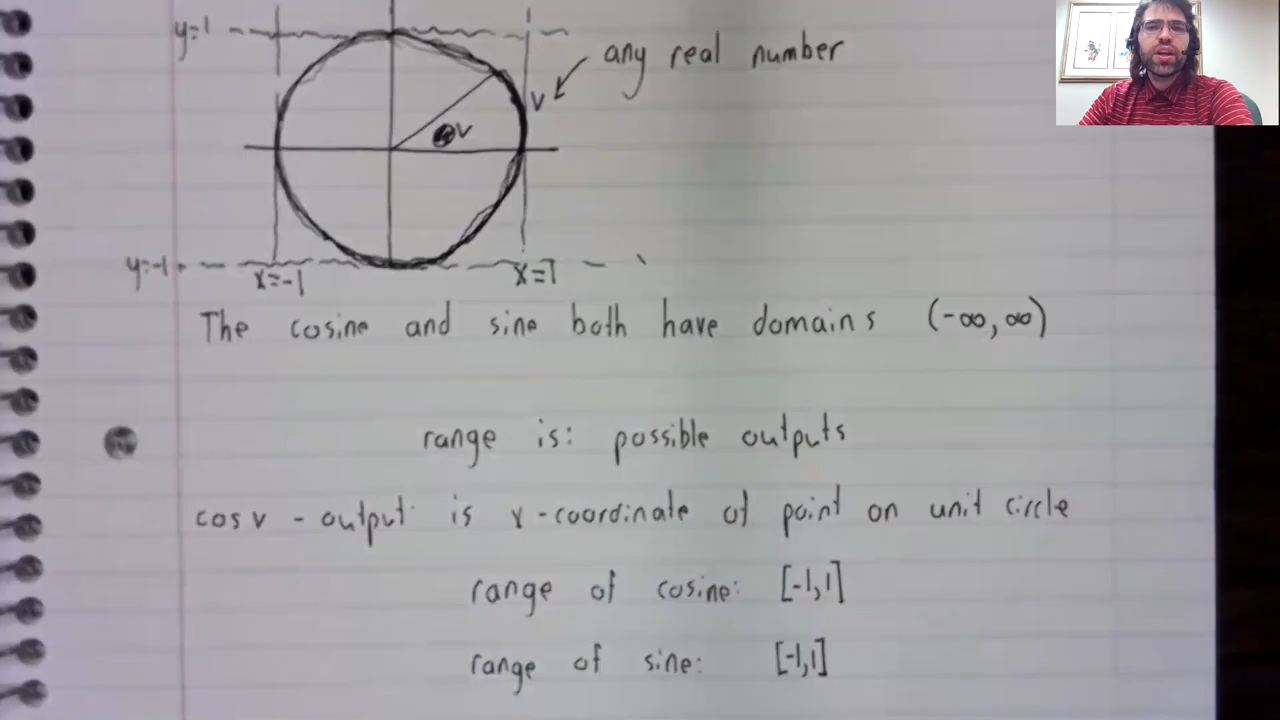 y=1
any real number
v
v
y=-1
x=-1
x=1
The cosine and sine both have domains (-∞,∞)
range is: possible outputs
cos v - output is x-coordinate of point on unit circle
range of cosine: [-1,1]
range of sine: [-1,1]